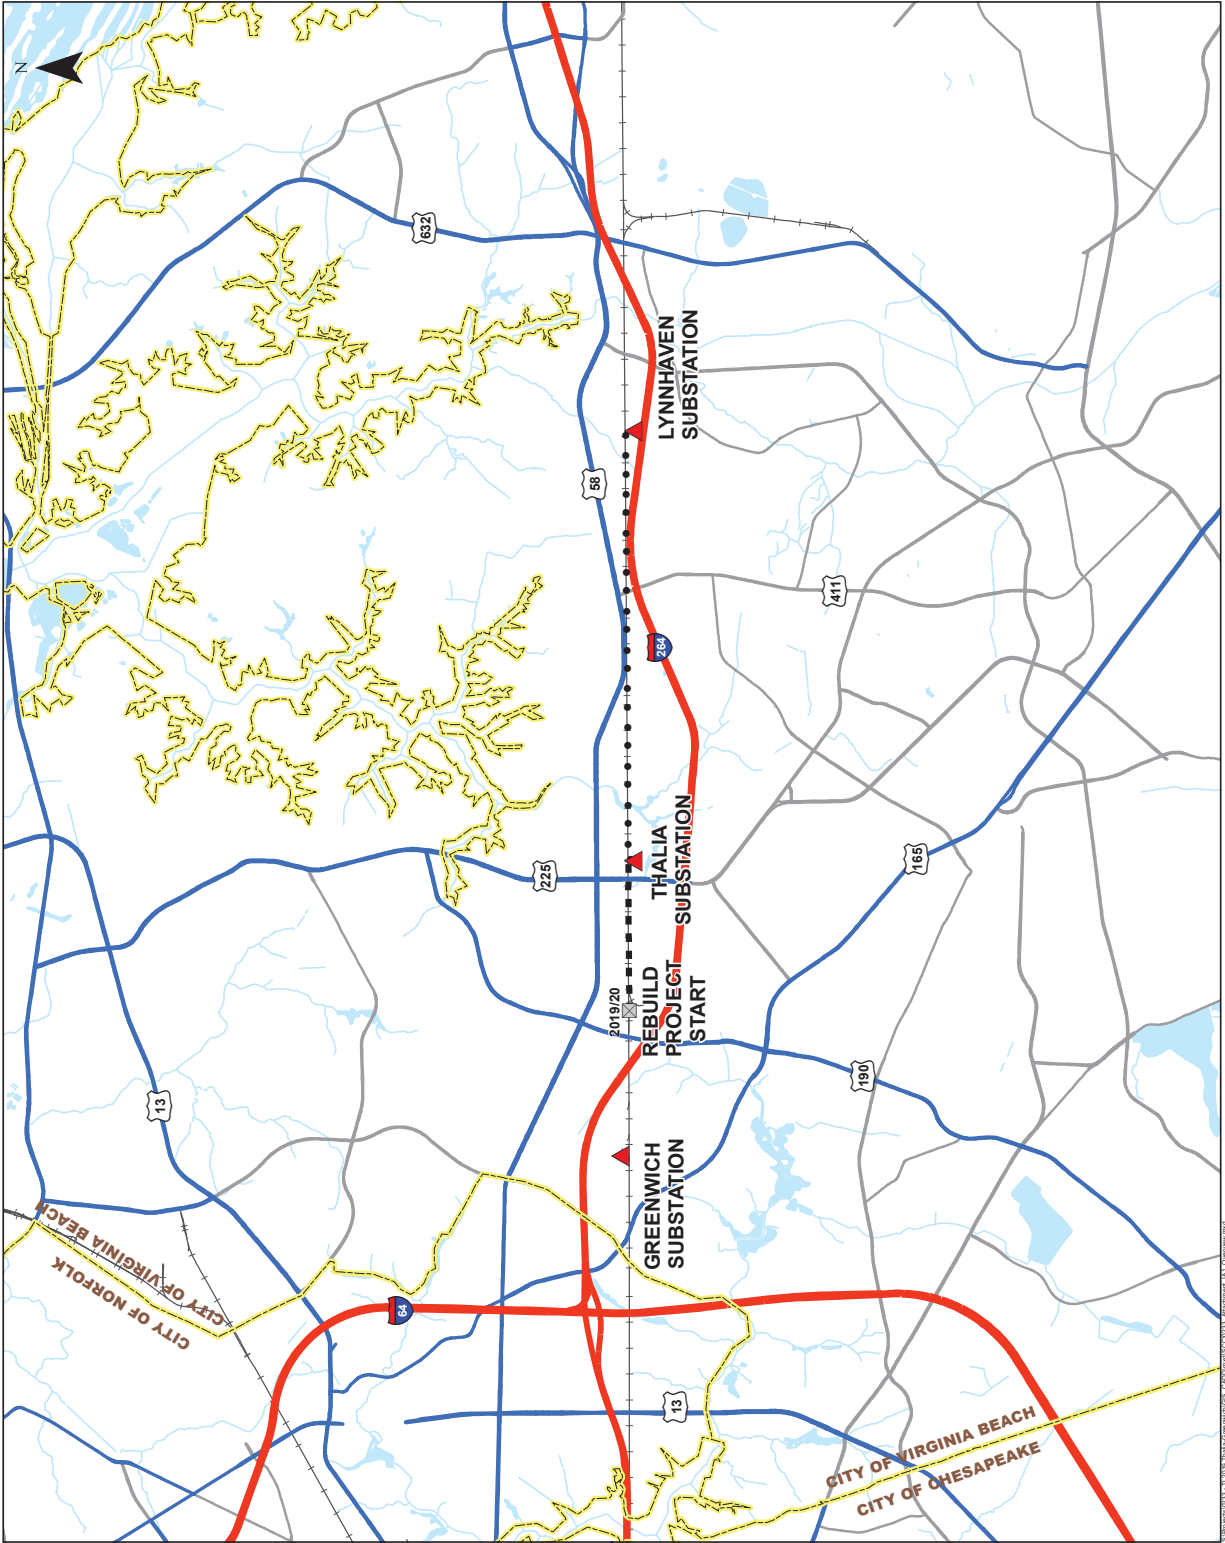 N
632
58
LYNNHAVEN
SUBSTATION
411
264
225
THALIA
SUBSTATION
165
2019/20
REBUILD
PROJECT
START
190
13
GREENWICH
SUBSTATION
CITY OF VIRGINIA BEACH
CITY OF NORFOLK
64
13
CITY OF VIRGINIA BEACH
CITY OF CHESAPEAKE